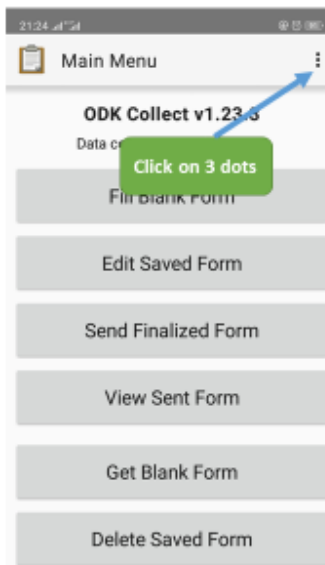 21:24
Main Menu
ODK Collect v1.23.3
Data
Click on 3 dots
Fill Blank Form
Edit Saved Form
Send Finalized Form
View Sent Form
Get Blank Form
Delete Saved Form